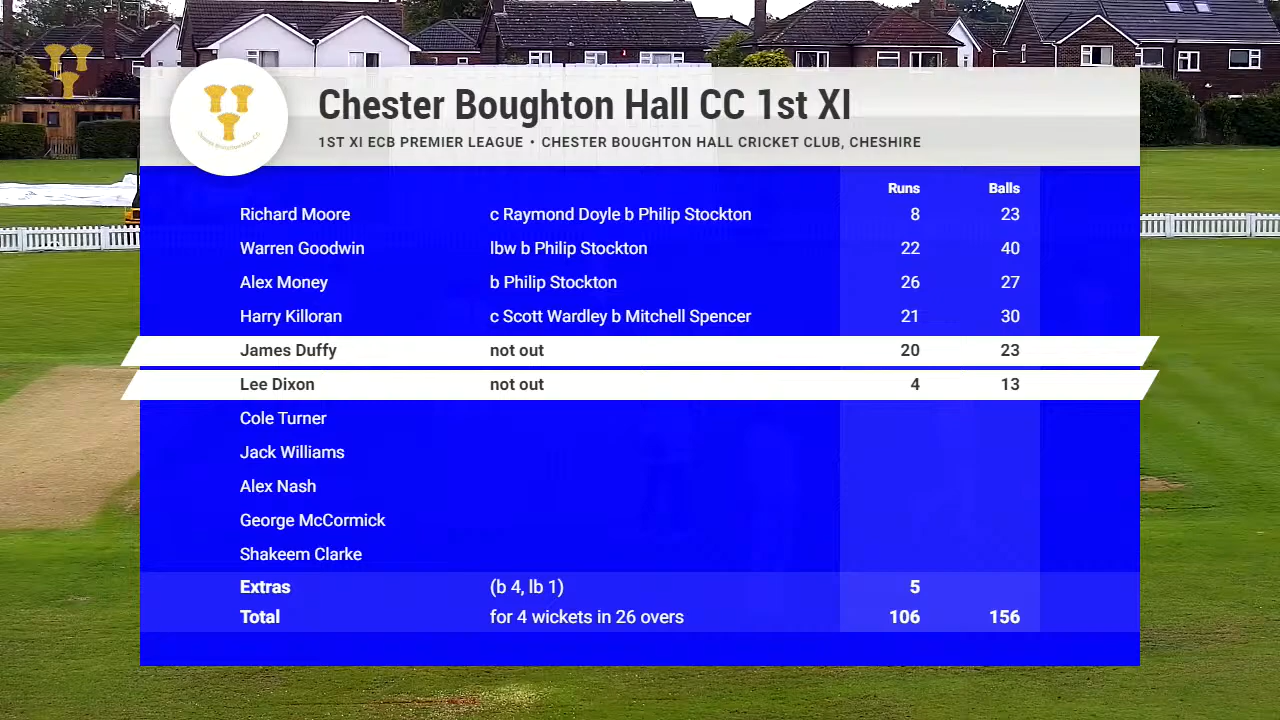 Chester Boughton Hall CC 1st XI
1ST XI ECB PREMIER LEAGUE • CHESTER BOUGHTON HALL CRICKET CLUB, CHESHIRE
Runs Balls
Richard Moore c Raymond Doyle b Philip Stockton 8 23
Warren Goodwin lbw b Philip Stockton 22 40
Alex Money b Philip Stockton 26 27
Harry Killoran c Scott Wardley b Mitchell Spencer 21 30
James Duffy not out 20 23
Lee Dixon not out 4 13
Cole Turner
Jack Williams
Alex Nash
George McCormick
Shakeem Clarke
Extras (b 4, lb 1) 5
Total for 4 wickets in 26 overs 106 156